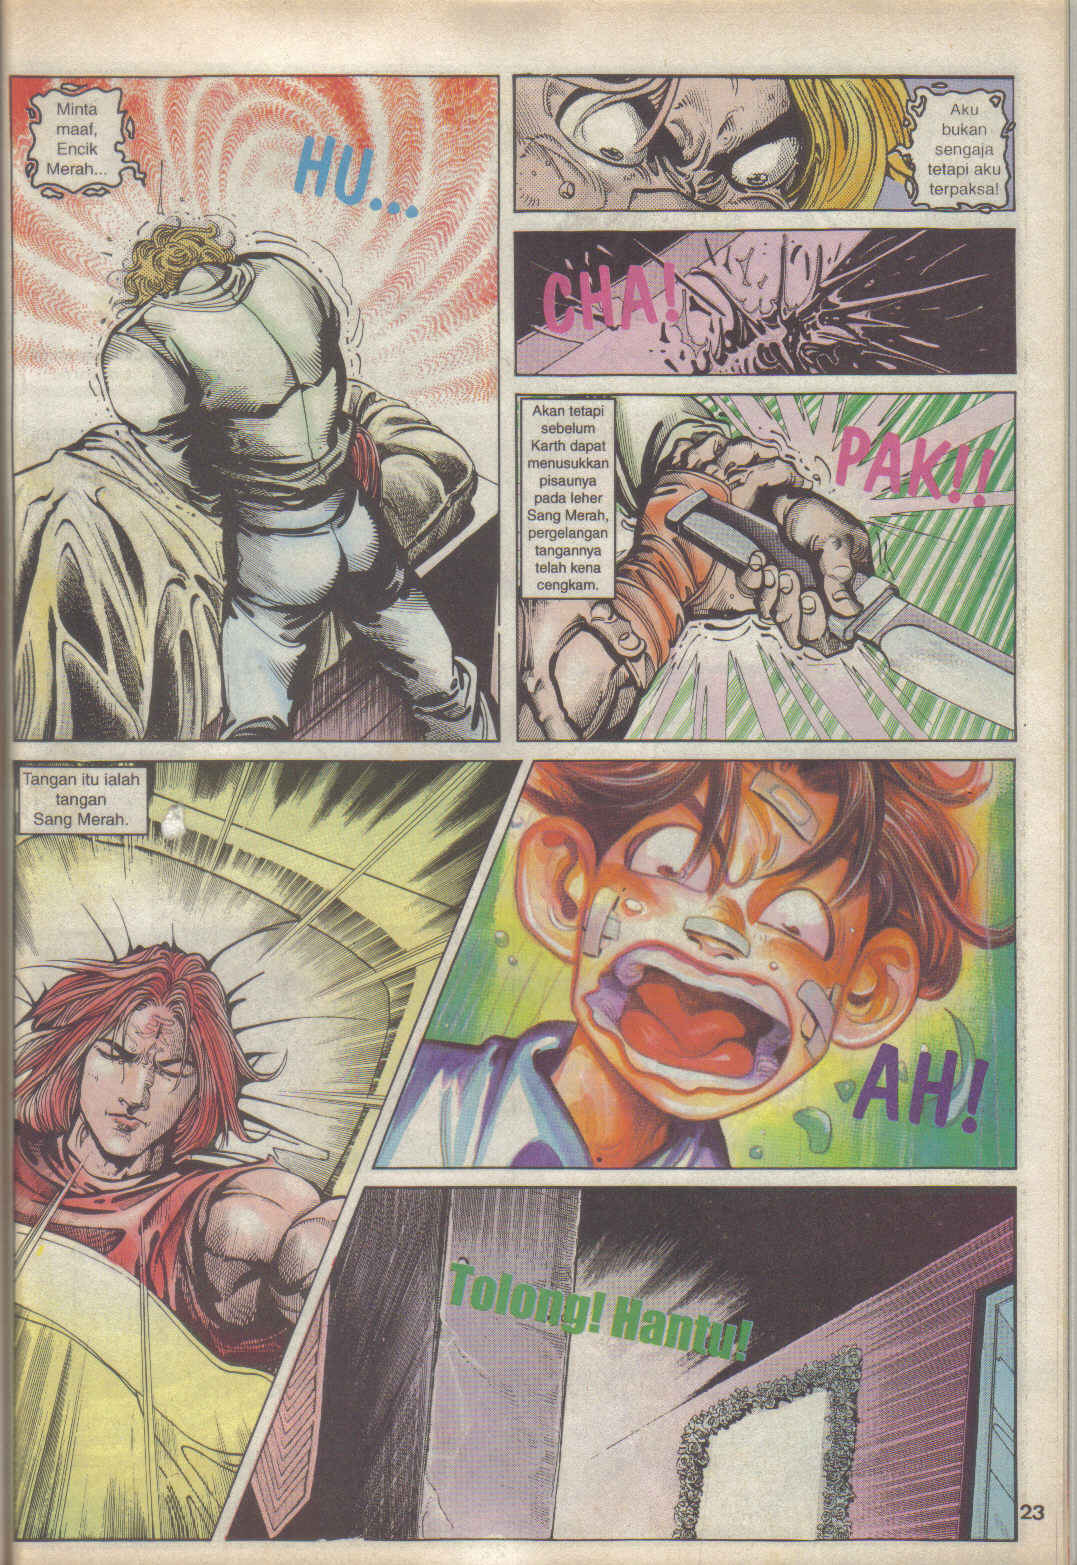 Minta
maaf,
Encik
Merah...
HU...
Aku
bukan
sengaja
tetapi aku
terpaksa!
CHA!
Akan tetapi
sebelum
Karth dapat
menusukkan
pisaunya
pada leher
Sang Merah,
pergelangan
tangannya
telah kena
cengkam.
PAK!!
Tangan itu ialah
tangan
Sang Merah.
AH!
Tolong! Hantu!
23